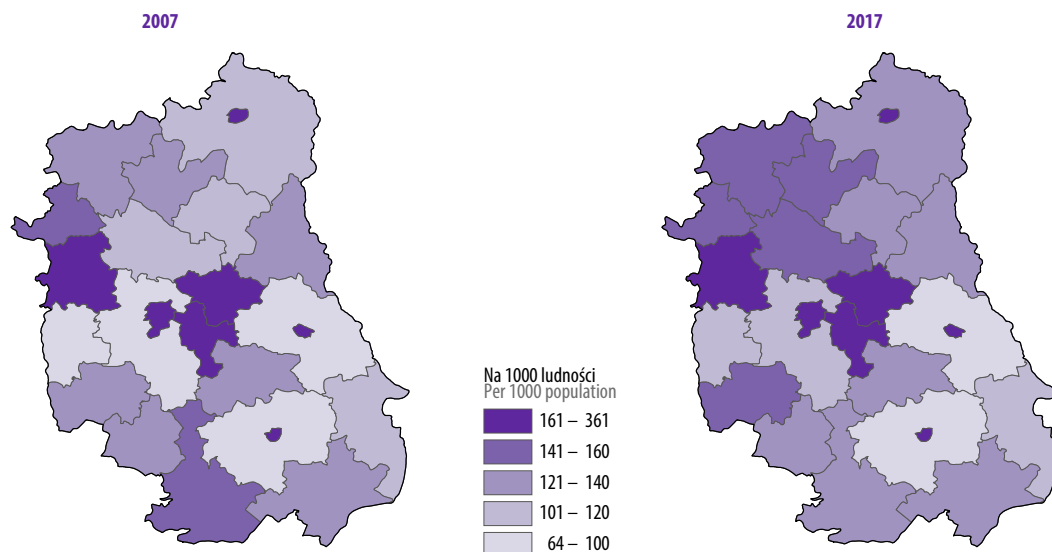 2007
2017
Na 1000 ludności
Per 1000 population
161 – 361
141 – 160
121 – 140
101 – 120
64 – 100